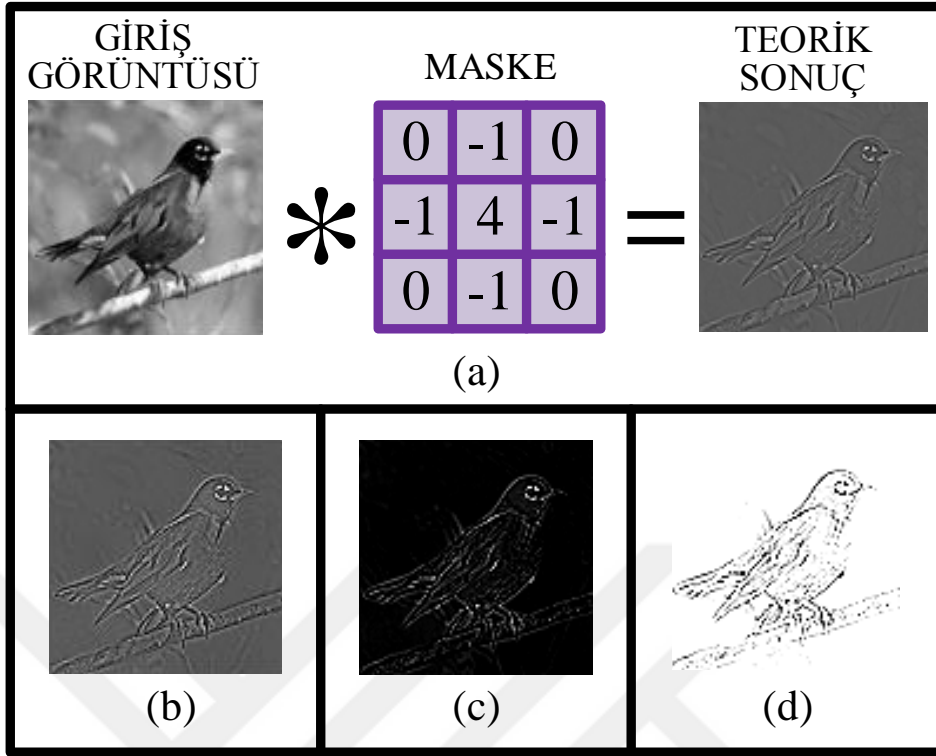 GİRİŞ
GÖRÜNTÜSÜ
MASKE
TEORİK
SONUÇ
0 -1 0
* -1 4 -1 =
0 -1 0
(a)
(b) (c) (d)